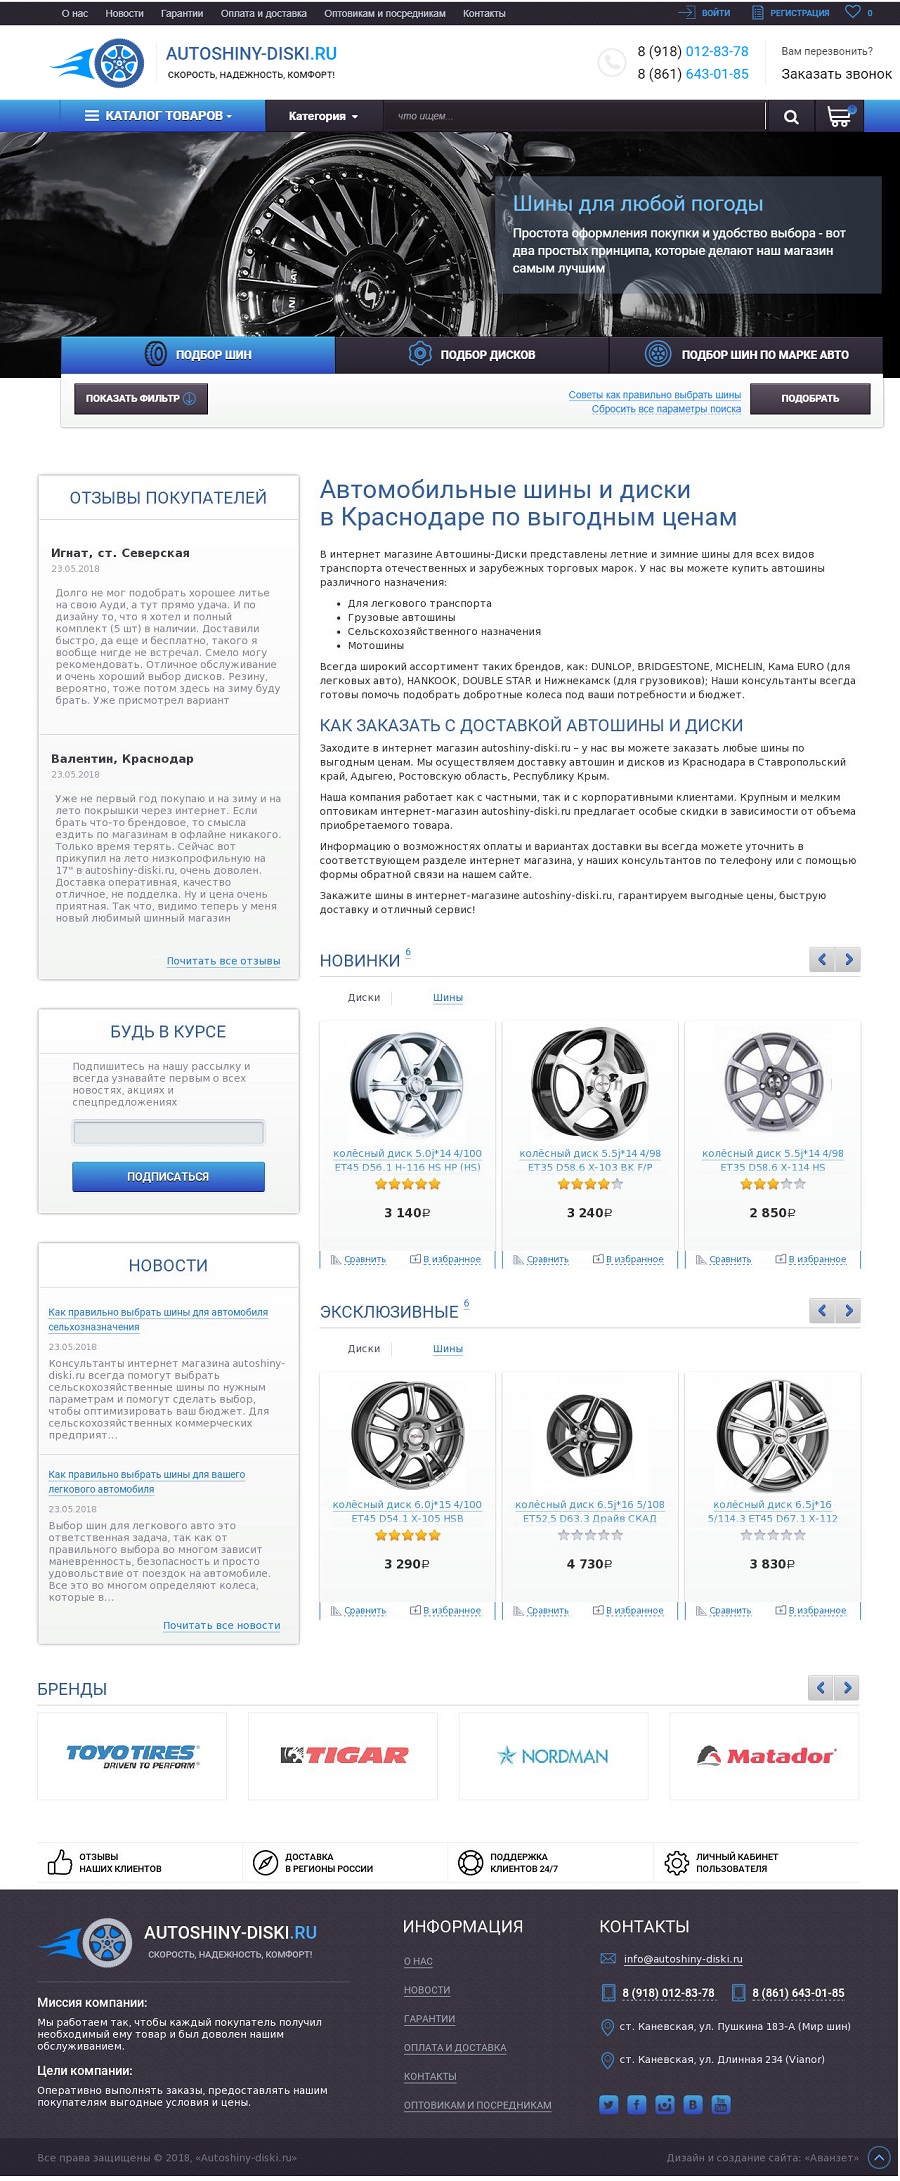 О нас Новости Гарантии Оплата и доставка Оптовикам и посредникам Контакты ВОЙТИ РЕГИСТРАЦИЯ 0
AUTOSHINY-DISKI.RU
СКОРОСТЬ, НАДЕЖНОСТЬ, КОМФОРТ!
8 (918) 012-83-78
8 (861) 643-01-85
Вам перезвонить?
Заказать звонок
КАТАЛОГ ТОВАРОВ Категория что ищем...
Шины для любой погоды
Простота оформления покупки и удобство выбора - вот
два простых принципа, которые делают наш магазин
самым лучшим
ПОДБОР ШИН ПОДБОР ДИСКОВ ПОДБОР ШИН ПО МАРКЕ АВТО
ПОКАЗАТЬ ФИЛЬТР
Советы как правильно выбрать шины
Сбросить все параметры поиска
ПОДОБРАТЬ
ОТЗЫВЫ ПОКУПАТЕЛЕЙ
Игнат, ст. Северская
23.05.2018
Долго не мог подобрать хорошее литье
на свою Ауди, а тут прямо удача. И по
дизайну то, что я хотел и полный
комплект (5 шт) в наличии. Доставили
быстро, да еще и бесплатно, такого я
вообще нигде не встречал. Смело могу
рекомендовать. Отличное обслуживание
и очень хороший выбор дисков. Резину,
вероятно, тоже потом здесь на зиму буду
брать. Уже присмотрел вариант
Валентин, Краснодар
23.05.2018
Уже не первый год покупаю и на зиму и на
лето покрышки через интернет. Если
брать что-то брендовое, то смысла
ездить по магазинам в офлайне никакого.
Только время терять. Сейчас вот
прикупил на лето низкопрофильную на
17" в autoshiny-diski.ru, очень доволен.
Доставка оперативная, качество
отличное, не подделка. Ну и цена очень
приятная. Так что, видимо теперь у меня
новый любимый шинный магазин
Почитать все отзывы
БУДЬ В КУРСЕ
Подпишитесь на нашу рассылку и
всегда узнавайте первом о всех
новостях, акциях и
спецпредложениях
ПОДПИСАТЬСЯ
НОВОСТИ
Как правильно выбрать шины для автомобиля
сельхозназначения
23.05.2018
Консультанты интернет магазина autoshiny-
diski.ru всегда помогут выбрать
сельскохозяйственные шины по нужным
параметрам и помогут сделать выбор,
чтобы оптимизировать ваш бюджет. Для
сельскохозяйственных коммерческих
предприят...
Как правильно выбрать шины для вашего
легкового автомобиля
23.05.2018
Выбор шин для легкового авто это
ответственная задача, так как от
правильного выбора во многом зависит
маневренность, безопасность и просто
удовольствие от поездок на автомобиле.
Все это во многом определяют колеса,
которые в...
Почитать все новости
Автомобильные шины и диски
в Краснодаре по выгодным ценам
В интернет магазине Автошины-Диски представлены летние и зимние шины для всех видов
транспорта отечественных и зарубежных торговых марок. У нас вы можете купить автошины
различного назначения:
• Для легкового транспорта
• Грузовые автошины
• Сельскохозяйственного назначения
• Мотошины
Всегда широкий ассортимент таких брендов, как: DUNLOP, BRIDGESTONE, MICHELIN, Кама EURO (для
легковых авто), HANKOOK, DOUBLE STAR и Нижнекамск (для грузовиков); Наши консультанты всегда
готовы помочь подобрать добротные колеса под ваши потребности и бюджет.
КАК ЗАКАЗАТЬ С ДОСТАВКОЙ АВТОШИНЫ И ДИСКИ
Заходите в интернет магазин autoshiny-diski.ru – у нас вы можете заказать любые шины по
выгодным ценам. Мы осуществляем доставку автошин и дисков из Краснодара в Ставропольский
край, Адыгею, Ростовскую область, Республику Крым.
Наша компания работает как с частными, так и с корпоративными клиентами. Крупным и мелким
оптовикам интернет-магазин autoshiny-diski.ru предлагает особые скидки в зависимости от объема
приобретаемого товара.
Информацию о возможностях оплаты и вариантах доставки вы всегда можете уточнить в
соответствующем разделе интернет магазина, у наших консультантов по телефону или с помощью
формы обратной связи на нашем сайте.
Закажите шины в интернет-магазине autoshiny-diski.ru, гарантируем выгодные цены, быструю
доставку и отличный сервис!
НОВИНКИ 6
Диски Шины
колёсный диск 5.0j*14 4/100
ET45 D56.1 H-116 HS HP (HS)
3 140₽
Сравнить В избранное
колёсный диск 5.5j*14 4/98
ET35 D58.6 X-103 BK F/P
3 240₽
Сравнить В избранное
колёсный диск 5.5j*14 4/98
ET35 D58.6 X-114 HS
2 850₽
Сравнить В избранное
ЭКСКЛЮЗИВНЫЕ 6
Диски Шины
колёсный диск 6.0j*15 4/100
ET45 D54.1 X-105 HSB
3 290₽
Сравнить В избранное
колёсный диск 6.5j*16 5/108
ET52,5 D63.3 Драйв СКАД
4 730₽
Сравнить В избранное
колёсный диск 6.5j*16
5/114.3 ET45 D67.1 X-112
3 830₽
Сравнить В избранное
БРЕНДЫ
TOYO TIRES
DRIVEN TO PERFORM
TIGAR
NORDMAN
Matador
ОТЗЫВЫ
НАШИХ КЛИЕНТОВ
ДОСТАВКА
В РЕГИОНЫ РОССИИ
ПОДДЕРЖКА
КЛИЕНТОВ 24/7
ЛИЧНЫЙ КАБИНЕТ
ПОЛЬЗОВАТЕЛЯ
AUTOSHINY-DISKI.RU
СКОРОСТЬ, НАДЕЖНОСТЬ, КОМФОРТ!
Миссия компании:
Мы работаем так, чтобы каждый покупатель получил
необходимый ему товар и был доволен нашим
обслуживанием.
Цели компании:
Оперативно выполнять заказы, предоставлять нашим
покупателям выгодные условия и цены.
ИНФОРМАЦИЯ
О НАС
НОВОСТИ
ГАРАНТИИ
ОПЛАТА И ДОСТАВКА
КОНТАКТЫ
ОПТОВИКАМ И ПОСРЕДНИКАМ
КОНТАКТЫ
info@autoshiny-diski.ru
8 (918) 012-83-78 8 (861) 643-01-85
ст. Каневская, ул. Пушкина 183-А (Мир шин)
ст. Каневская, ул. Длинная 234 (Vianor)
Все права защищены © 2018, «Autoshiny-diski.ru»
Дизайн и создание сайта: «Аванзет»